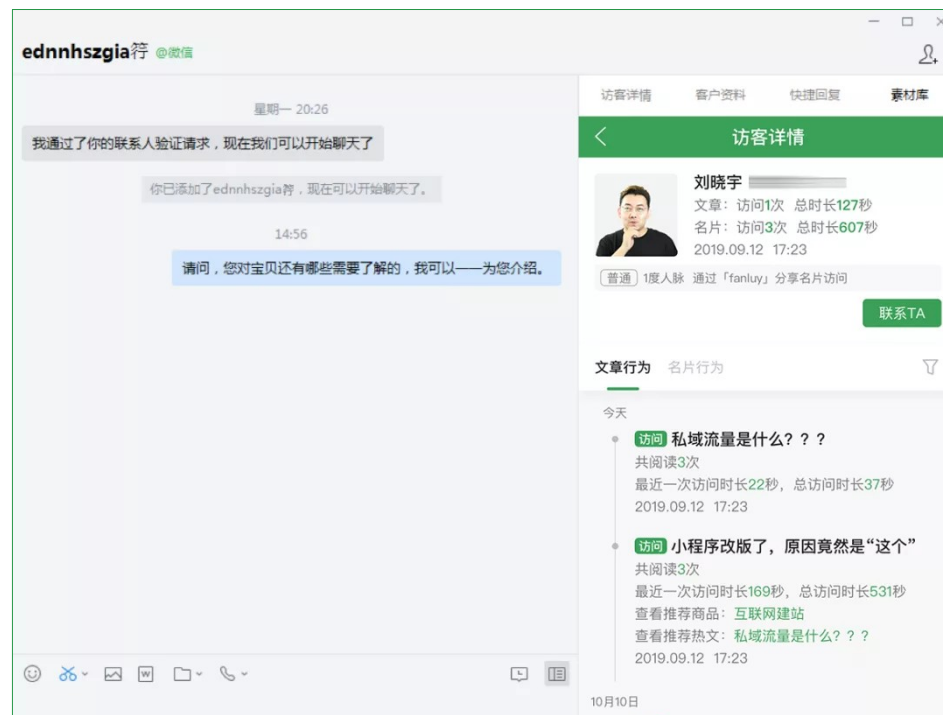 ednnhszgia符 @微信
星期一 20:26
我通过了你的联系人验证请求，现在我们可以开始聊天了
你已添加了ednnhszgia符，现在可以开始聊天了。
14:56
请问，您对宝贝还有哪些需要了解的，我可以一一为您介绍。
W
访客详情 客户资料 快捷回复 素材库
访客详情
刘晓宇
文章：访问1次 总时长127秒
名片：访问3次 总时长607秒
2019.09.12 17:23
普通 1度人脉 通过「fanluy」分享名片访问
联系TA
文章行为 名片行为
今天
访问 私域流量是什么？？？
共阅读3次
最近一次访问时长22秒，总访问时长37秒
2019.09.12 17:23
访问 小程序改版了，原因竟然是“这个”
共阅读3次
最近一次访问时长169秒，总访问时长531秒
查看推荐商品：互联网建站
查看推荐热文：私域流量是什么？？？
2019.09.12 17:23
10月10日